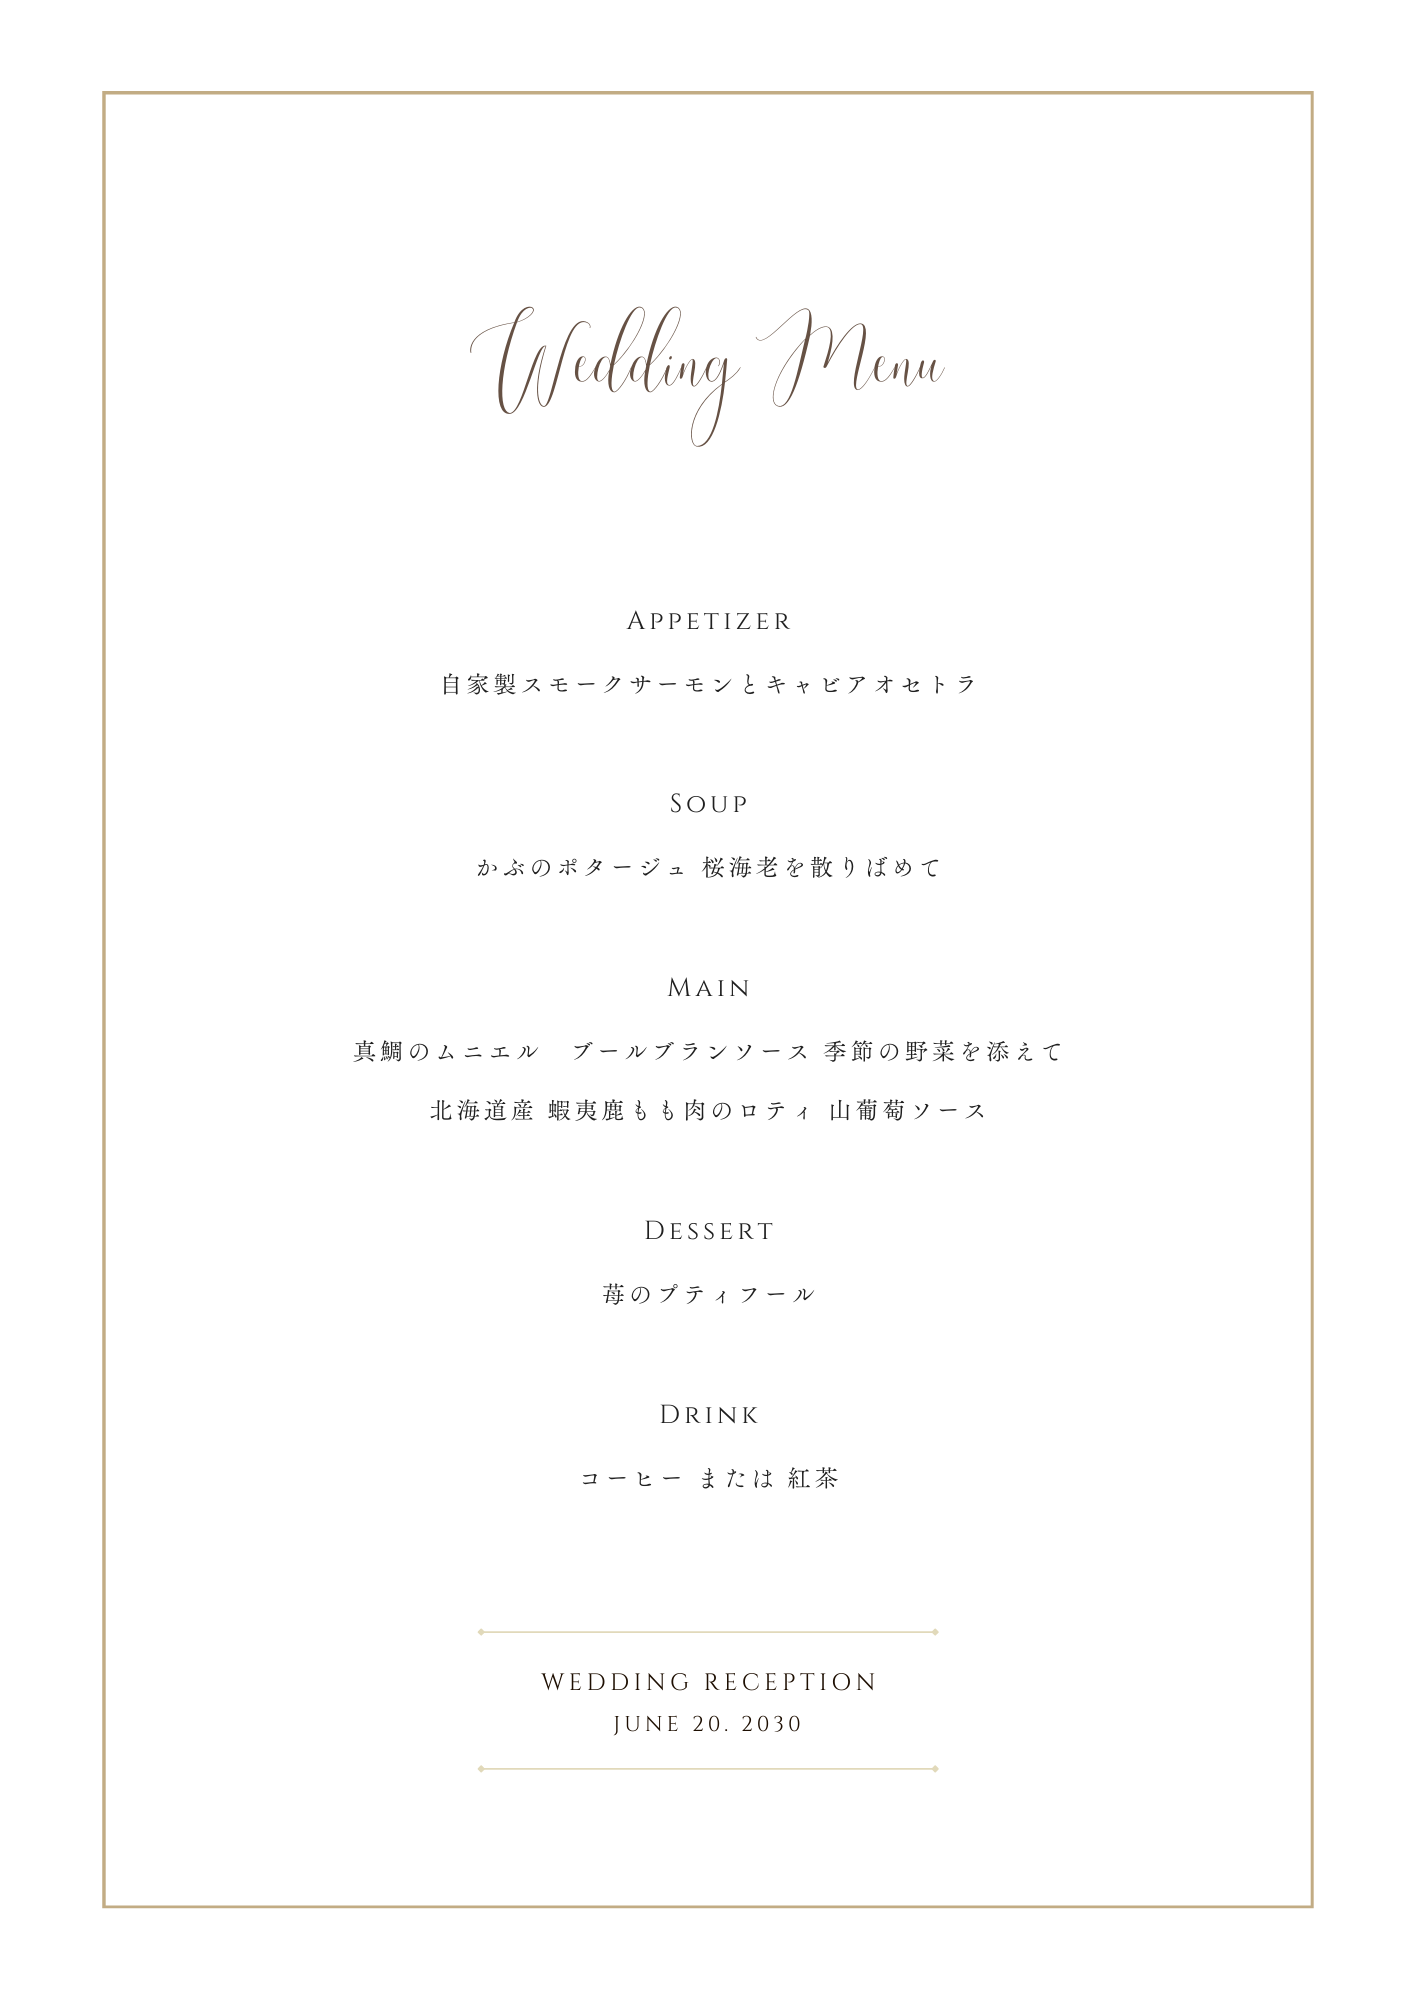 Wedding Menu
Appetizer
自家製スモークサーモンとキャビアオセトラ
Soup
かぶのポタージュ 桜海老を散りばめて
Main
真鯛のムニエル　ブールブランソース 季節の野菜を添えて
北海道産 蝦夷鹿もも肉のロティ 山葡萄ソース
Dessert
苺のプティフール
Drink
コーヒー または 紅茶
WEDDING RECEPTION
JUNE 20. 2030